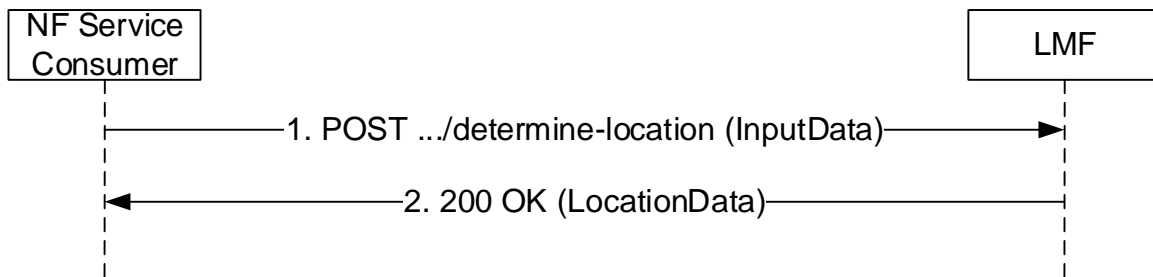 NF Service
Consumer
LMF
1. POST .../determine-location (InputData)
2. 200 OK (LocationData)